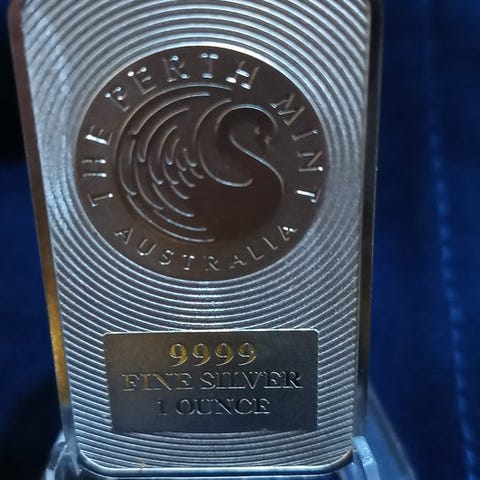 THE PERTH MINT
AUSTRALIA
9999
FINE SILVER
1 OUNCE